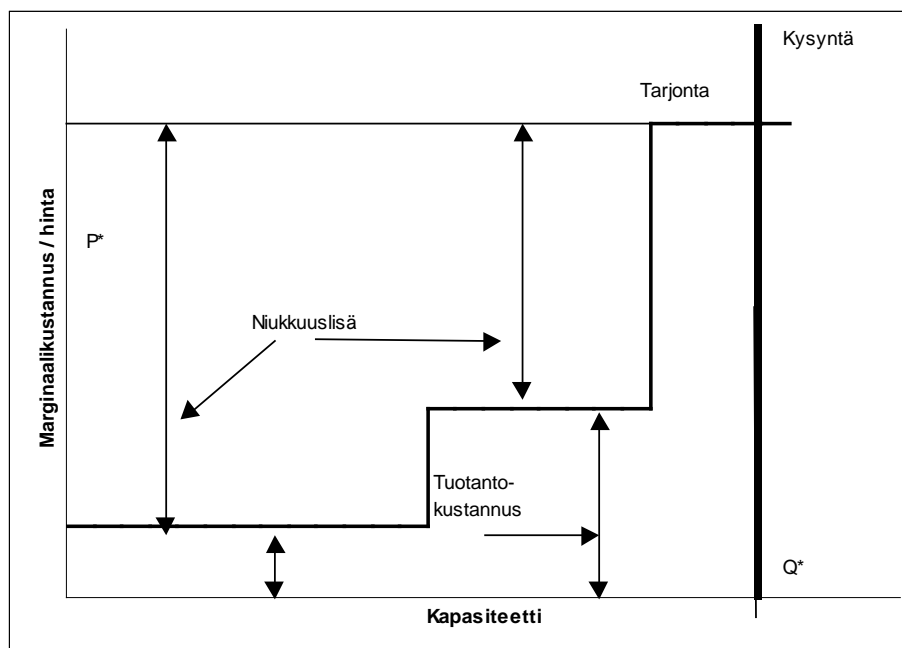 Kysyntä
Tarjonta
P*
Niukkuuslisä
Tuotanto-
kustannus
Q*
Marginaalikustannus / hinta
Kapasiteetti